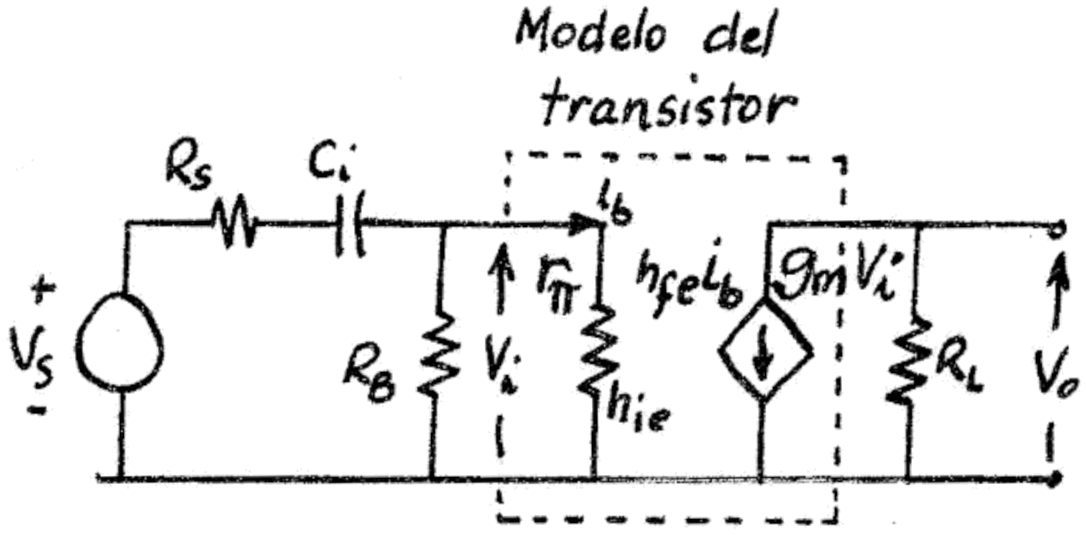 Modelo del
transistor
Rs
Ci
ib
rπ
hfeib
gmVi
+
Vs
-
RB
Vi
hie
RL
Vo